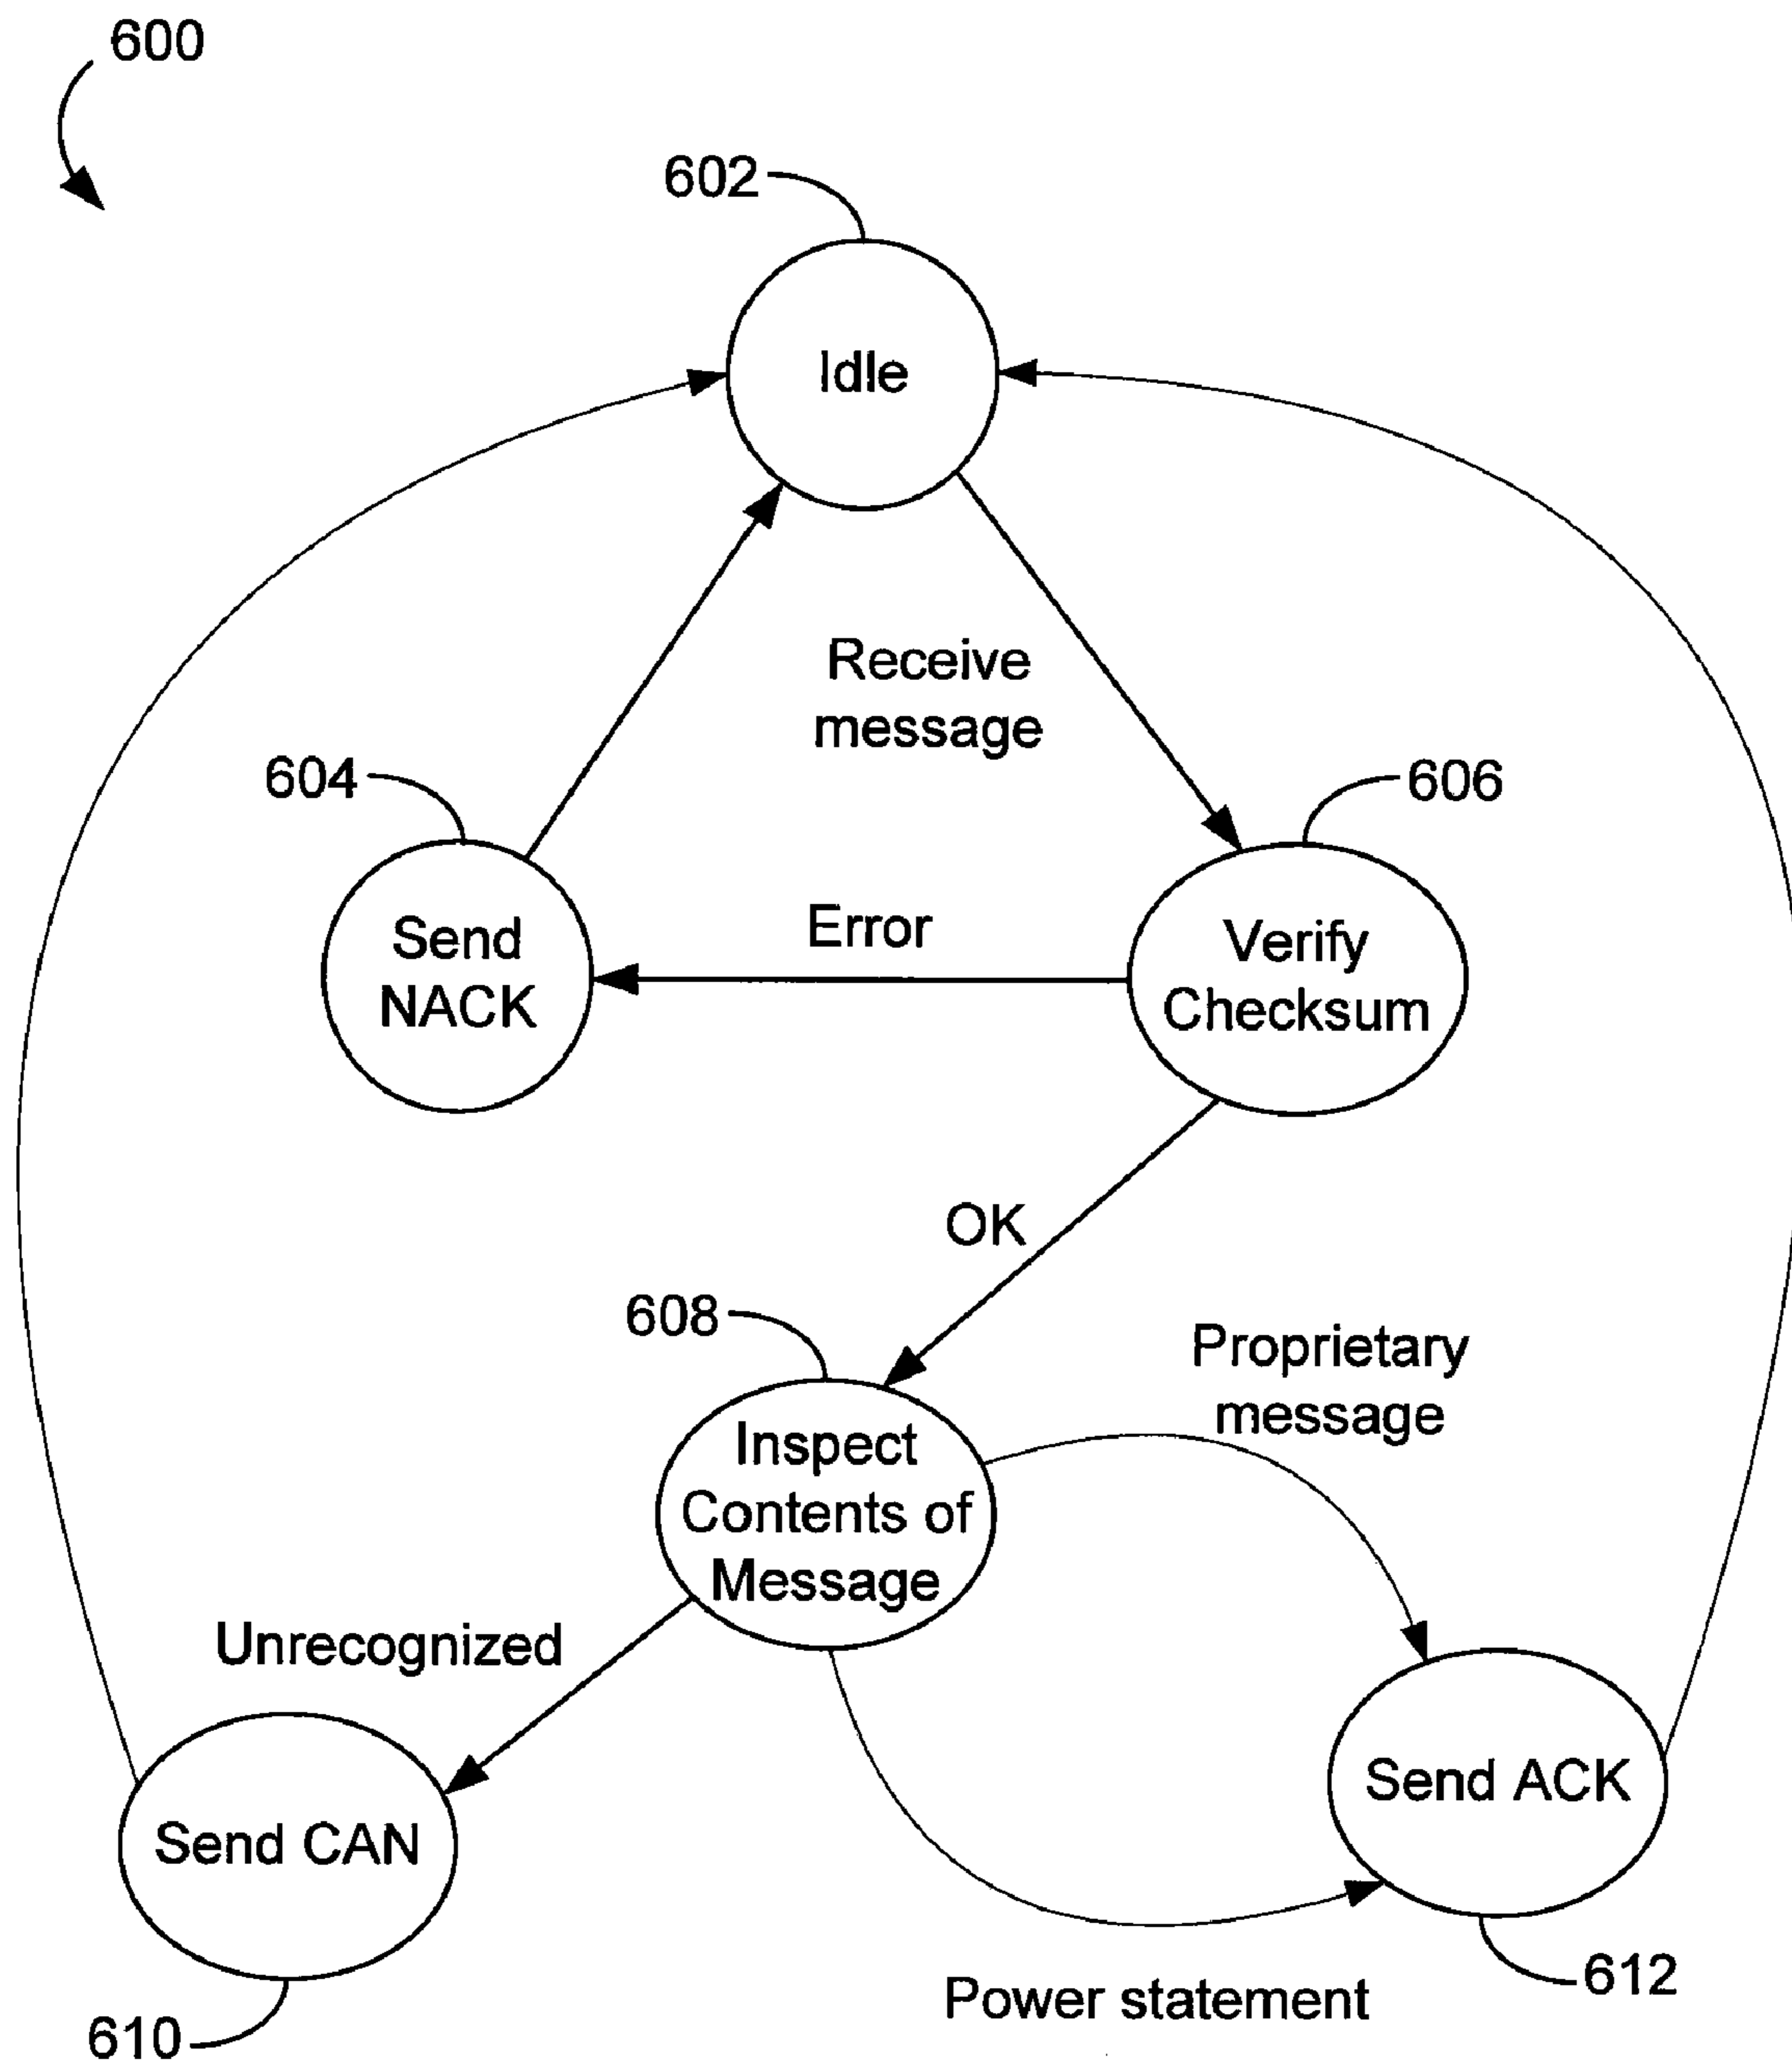 600
602
Idle
Receive
message
604
606
Send
NACK
Error
Verify
Checksum
OK
608
Proprietary
message
Inspect
Contents of
Message
Unrecognized
Send CAN
Send ACK
Power statement
612
610